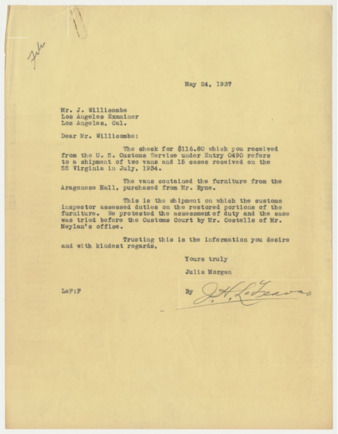 File
May 24, 1937
Mr. J. Willicombe
Los Angeles Examiner
Los Angeles, Cal.
Dear Mr. Willicombe:
The check for $116.60 which you received
from the U. S. Customs Service under Entry 0490 refers
to a shipment of two vans and 15 cases received on the
SS Virginia in July, 1934.
The vans contained the furniture from the
Aragonese Hall, purchased from Mr. Byne.
This is the shipment on which the customs
inspector assessed duties on the restored portions of the
furniture. We protested the assessment of duty and the case
was tried before the Customs Court by Mr. Costello of Mr.
Neylan's office.
Trusting this is the information you desire
and with kindest regards,
Yours truly
Julia Morgan
LeF:F
By J. H. LeFeaver